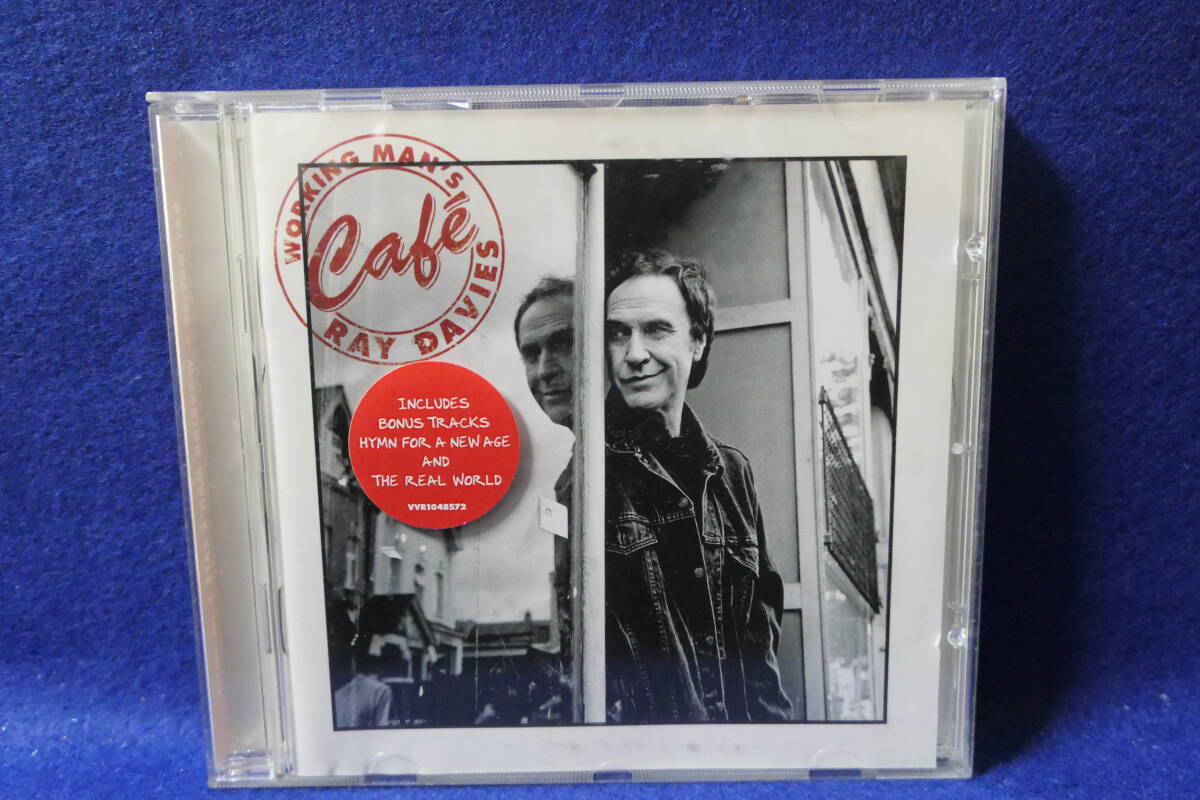 WORKING MAN'S
Café
RAY DAVIES
INCLUDES
BONUS TRACKS
HYMN FOR A NEW AGE
AND
THE REAL WORLD
VVR1048572